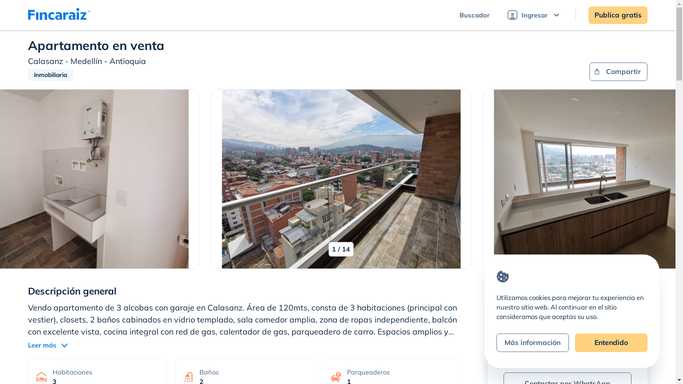 Fincaraiz
Buscador
Ingresar
Publica gratis
Apartamento en venta
Calasanz - Medellín - Antioquia
Inmobiliaria
Compartir
1 / 14
Descripción general
Vendo apartamento de 3 alcobas con garaje en Calasanz. Área de 120mts, consta de 3 habitaciones (principal con
vestier), closets, 2 baños cabinados en vidrio templado, sala comedor amplia, zona de ropas independiente, balcón
con excelente vista, cocina integral con red de gas, calentador de gas, parqueadero de carro. Espacios amplios y...
Leer más
Habitaciones
3
Baños
2
Parqueaderos
1
Utilizamos cookies para mejorar tu experiencia en
nuestro sitio web. Al continuar en el sitio
consideramos que aceptas su uso.
Más información
Entendido
Contactar por WhatsApp